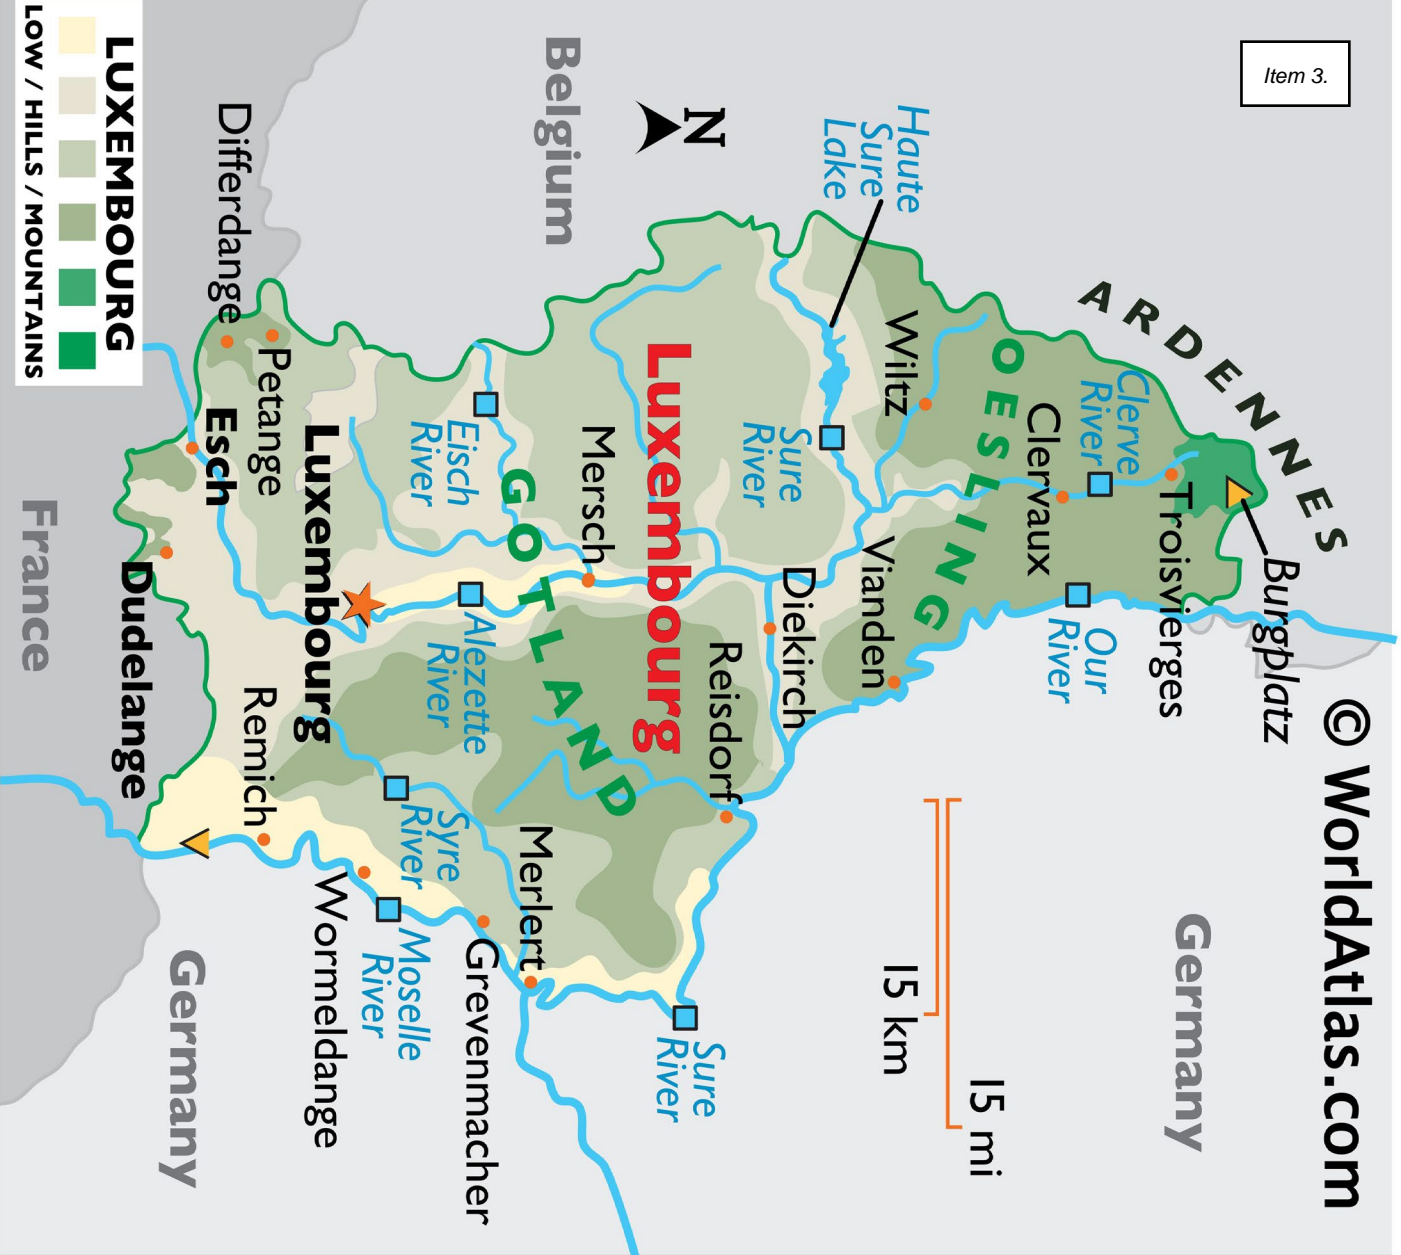 Item 3.
© WorldAtlas.com
ARDENNES
Burgplatz
Troisvierges
Clerve
River
Our
River
Clervaux
OESLING
Germany
15 mi
15 km
Haute
Sure
Lake
Wiltz
Vianden
Sure
River
Diekirch
Reisdorf
N
Luxembourg
Sure
River
Belgium
Mersch
GOTLAND
Merlert
Eisch
River
Alezette
River
Syre
River
Grevenmacher
Moselle
River
Luxembourg
Wormeldange
Petange
Differdange
Esch
Remich
Dudelange
Germany
France
LUXEMBOURG
LOW / HILLS / MOUNTAINS